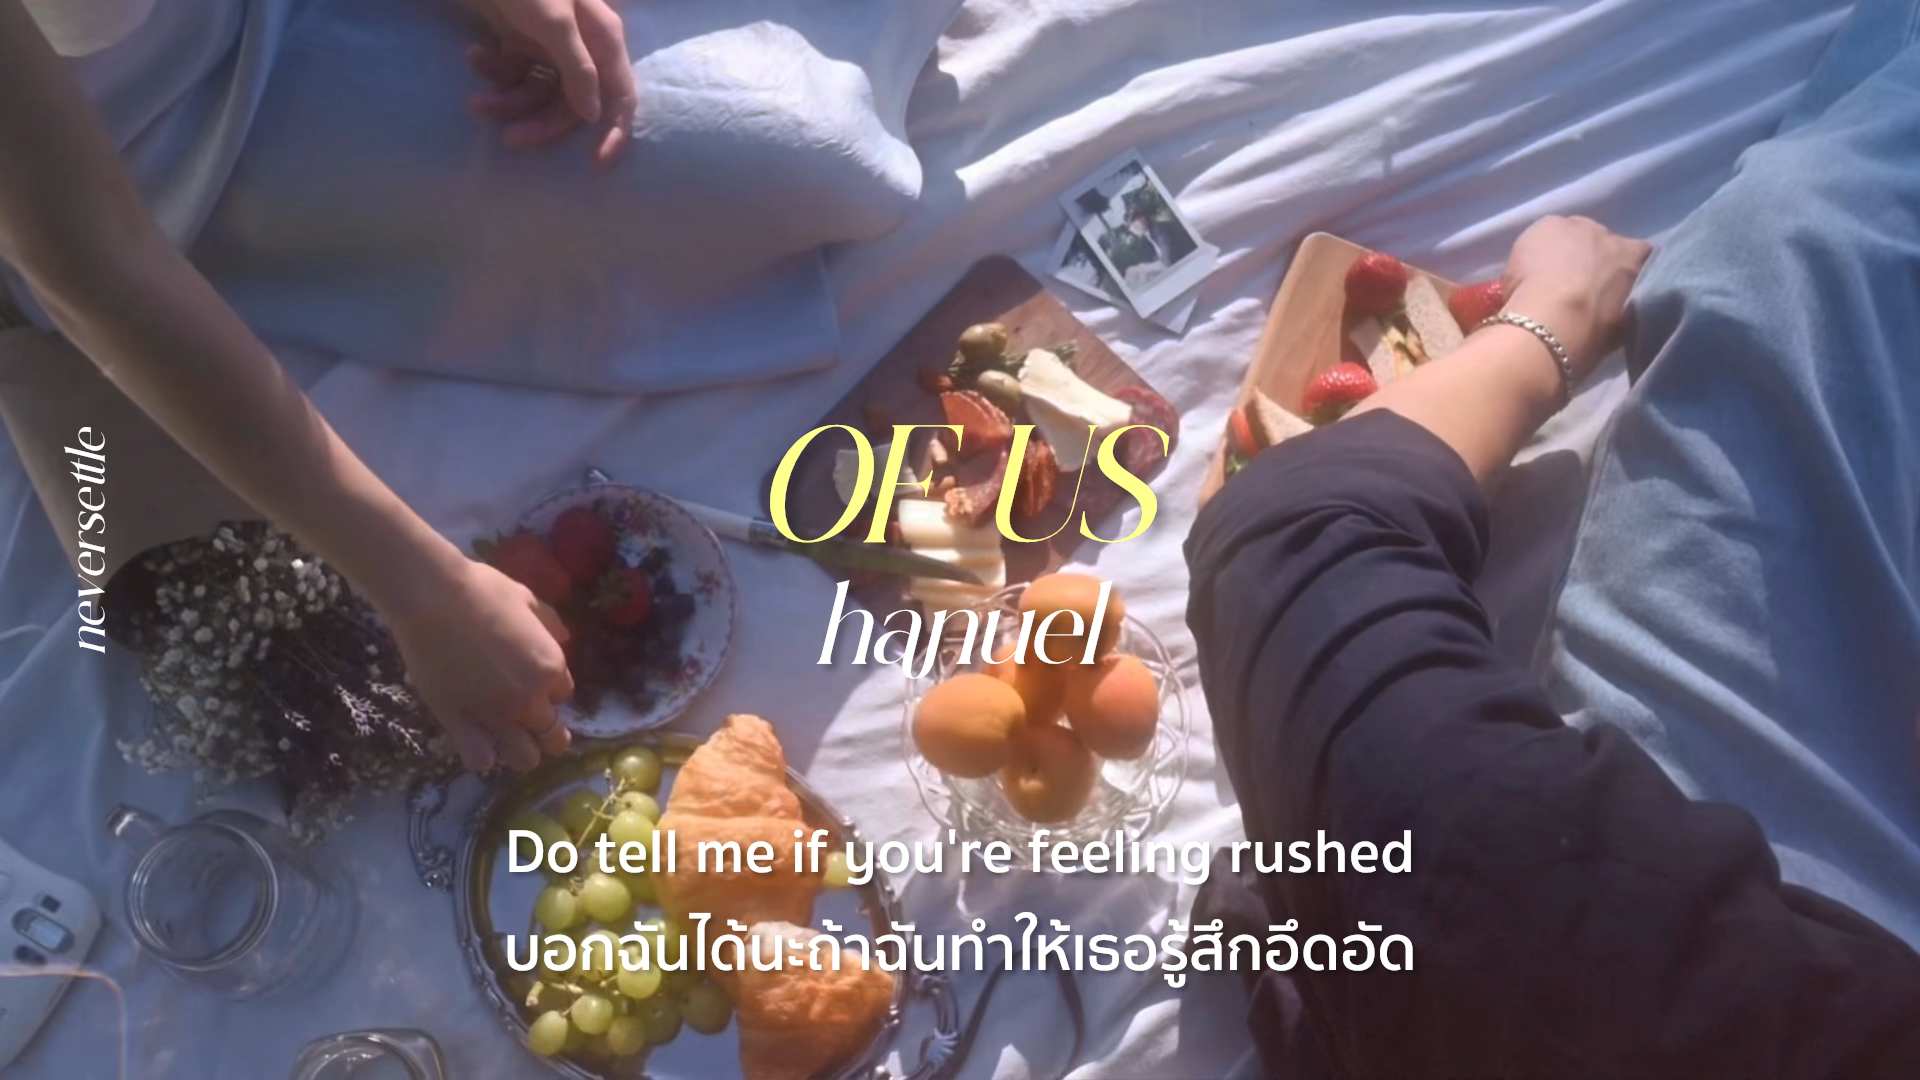 neversettle
OF US
hanuel
Do tell me if you're feeling rushed
บอกฉันได้นะถ้าฉันทำให้เธอรู้สึกอึดอัด